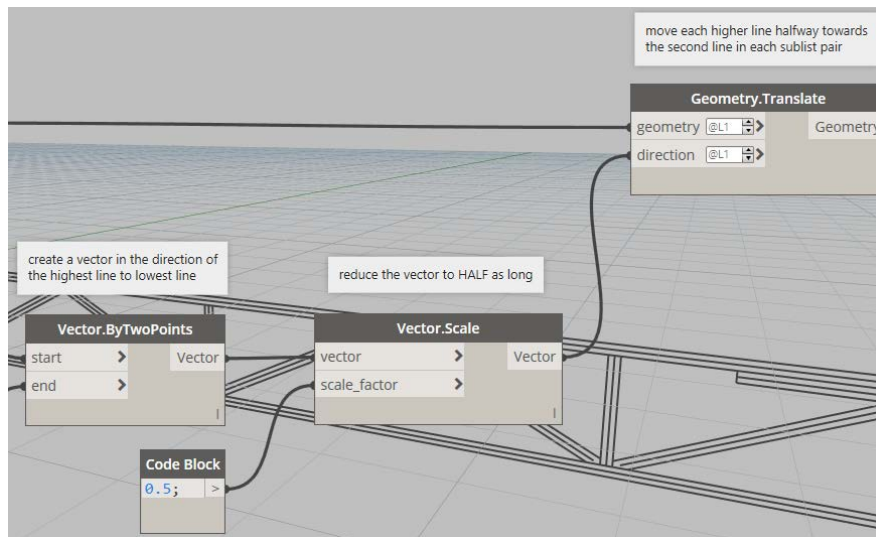 move each higher line halfway towards
the second line in each sublist pair
Geometry.Translate
geometry @L1 > Geometry
direction @L1 >
create a vector in the direction of
the highest line to lowest line
reduce the vector to HALF as long
Vector.ByTwoPoints
start > Vector
end >
Vector.Scale
vector > Vector
scale_factor >
Code Block
0.5; >